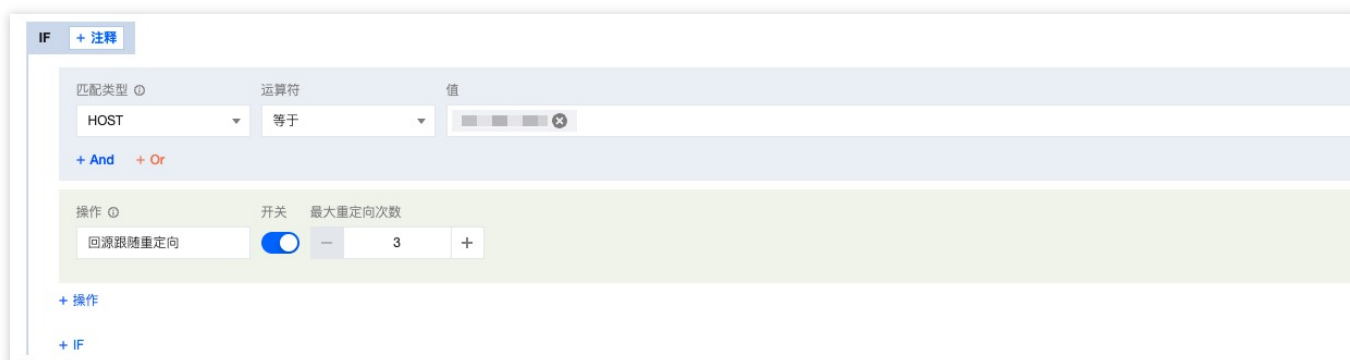 IF + 注释
匹配类型 运算符 值
HOST 等于
+ And + Or
操作 开关 最大重定向次数
回源跟随重定向 − 3 +
+ 操作
+ IF